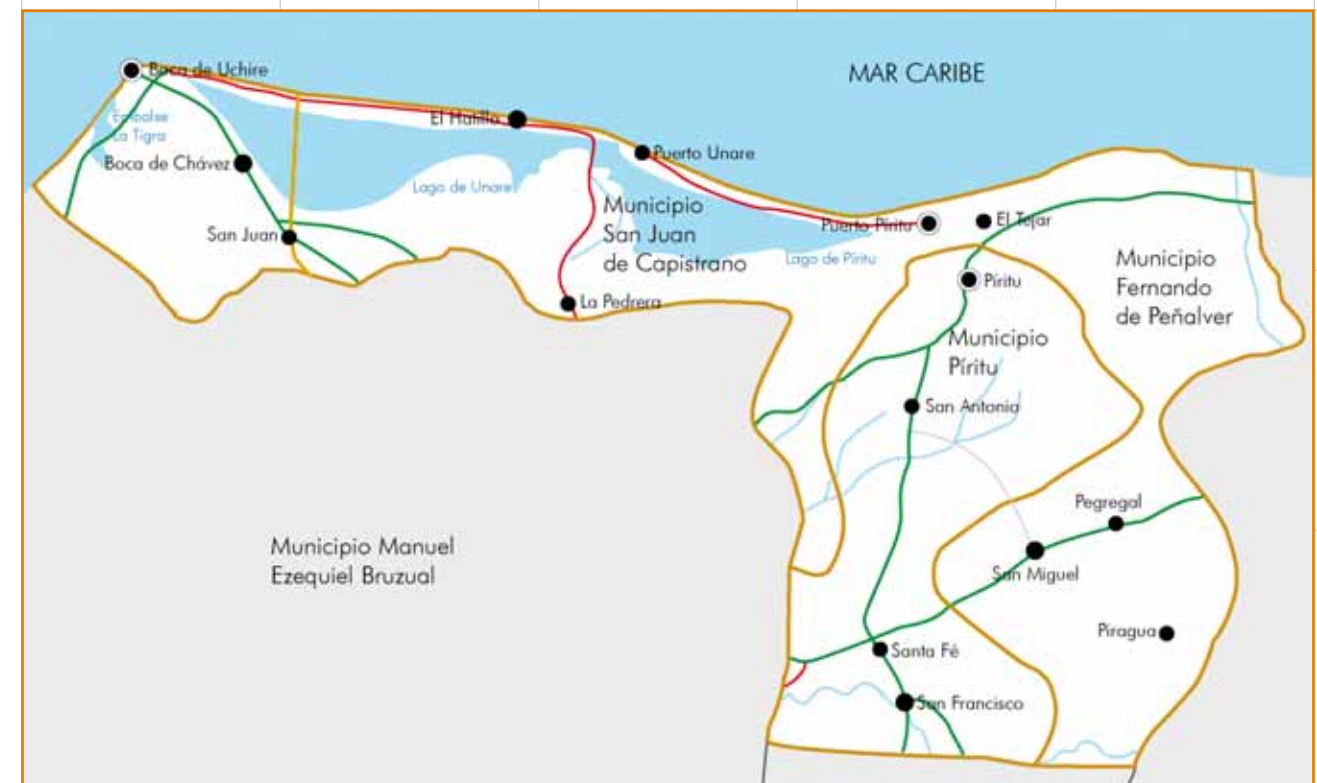 MAR CARIBE
Boca de Uchire
Embalse
La Tigra
El Hatillo
Boca de Chávez
Puerto Unare
Lago de Unare
Municipio
San Juan
de Capistrano
San Juan
Puerto Píritu
El Tejar
Lago de Píritu
Municipio
Fernando
de Peñalver
Píritu
La Pedrera
Municipio
Píritu
San Antonio
Pegregal
Municipio Manuel
Ezequiel Bruzual
San Miguel
Piragua
Santa Fé
San Francisco